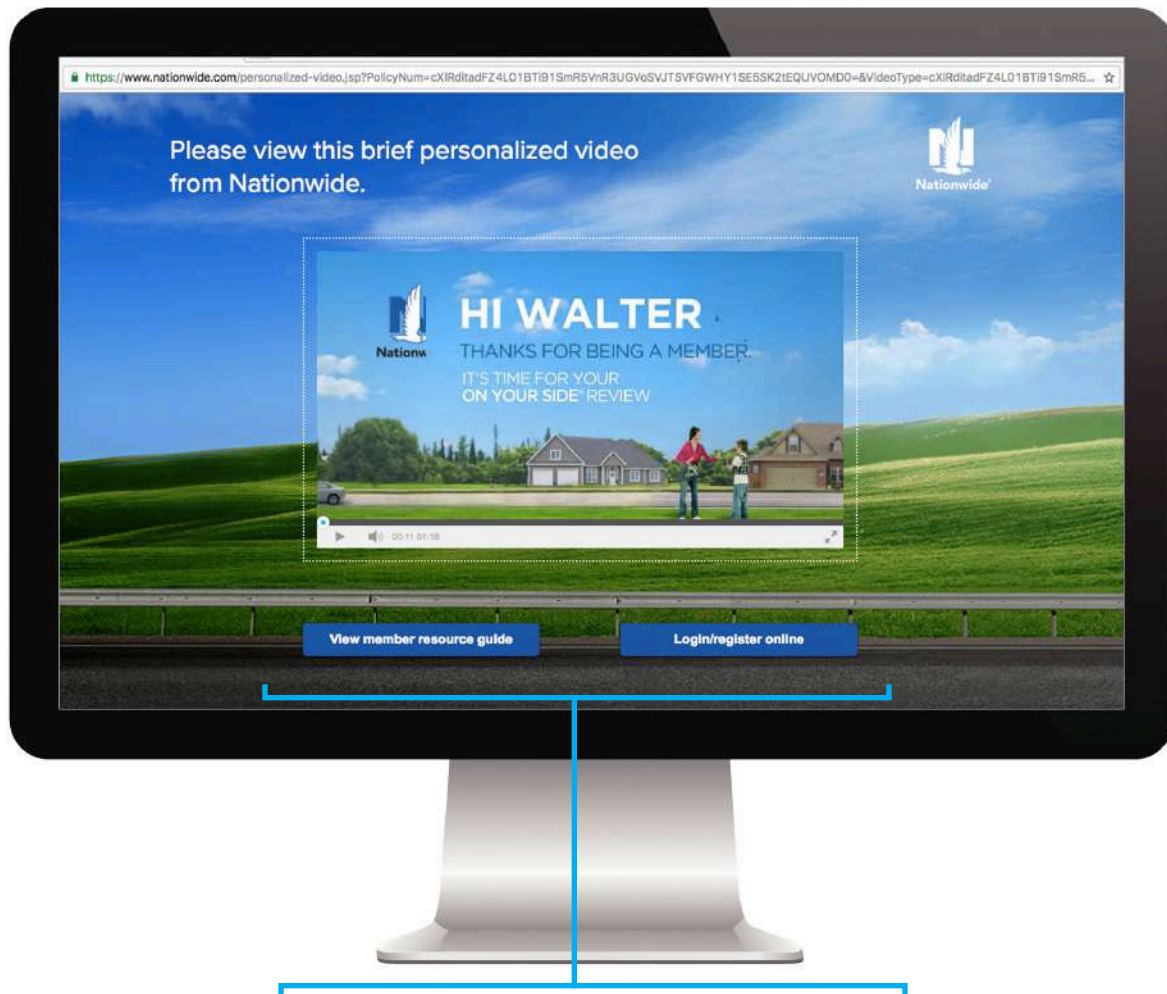 https://www.nationwide.com/personalized-video.jsp?PolicyNum=cXlRditadFZ4L01BTi91SmR5VnR3UGVoSVJTSVFGWHY1SE5SK2tEQUVOMD0=&VideoType=cXlRditadFZ4L01BTi91SmR5...
Please view this brief personalized video
from Nationwide.
Nationwide®
HI WALTER
Nationw
THANKS FOR BEING A MEMBER.
IT'S TIME FOR YOUR
ON YOUR SIDE® REVIEW
00:11 01:16
View member resource guide
Login/register online